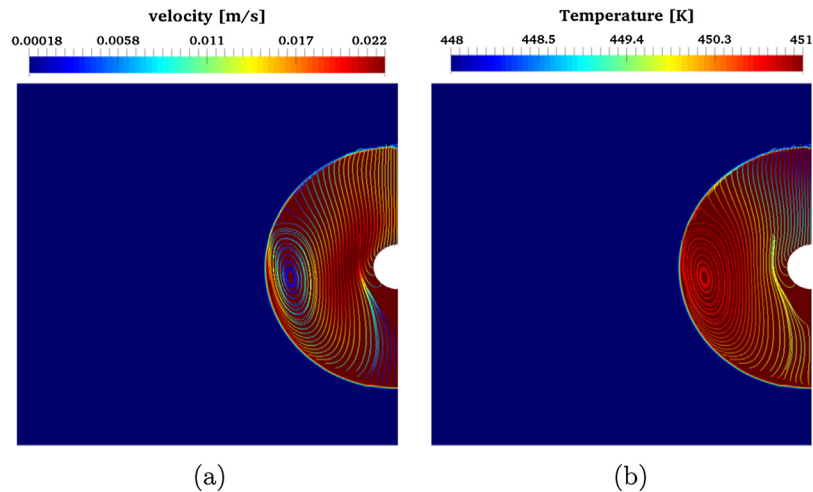 velocity [m/s]
0.00018 0.0058 0.011 0.017 0.022
Temperature [K]
448 448.5 449.4 450.3 451
(a)
(b)